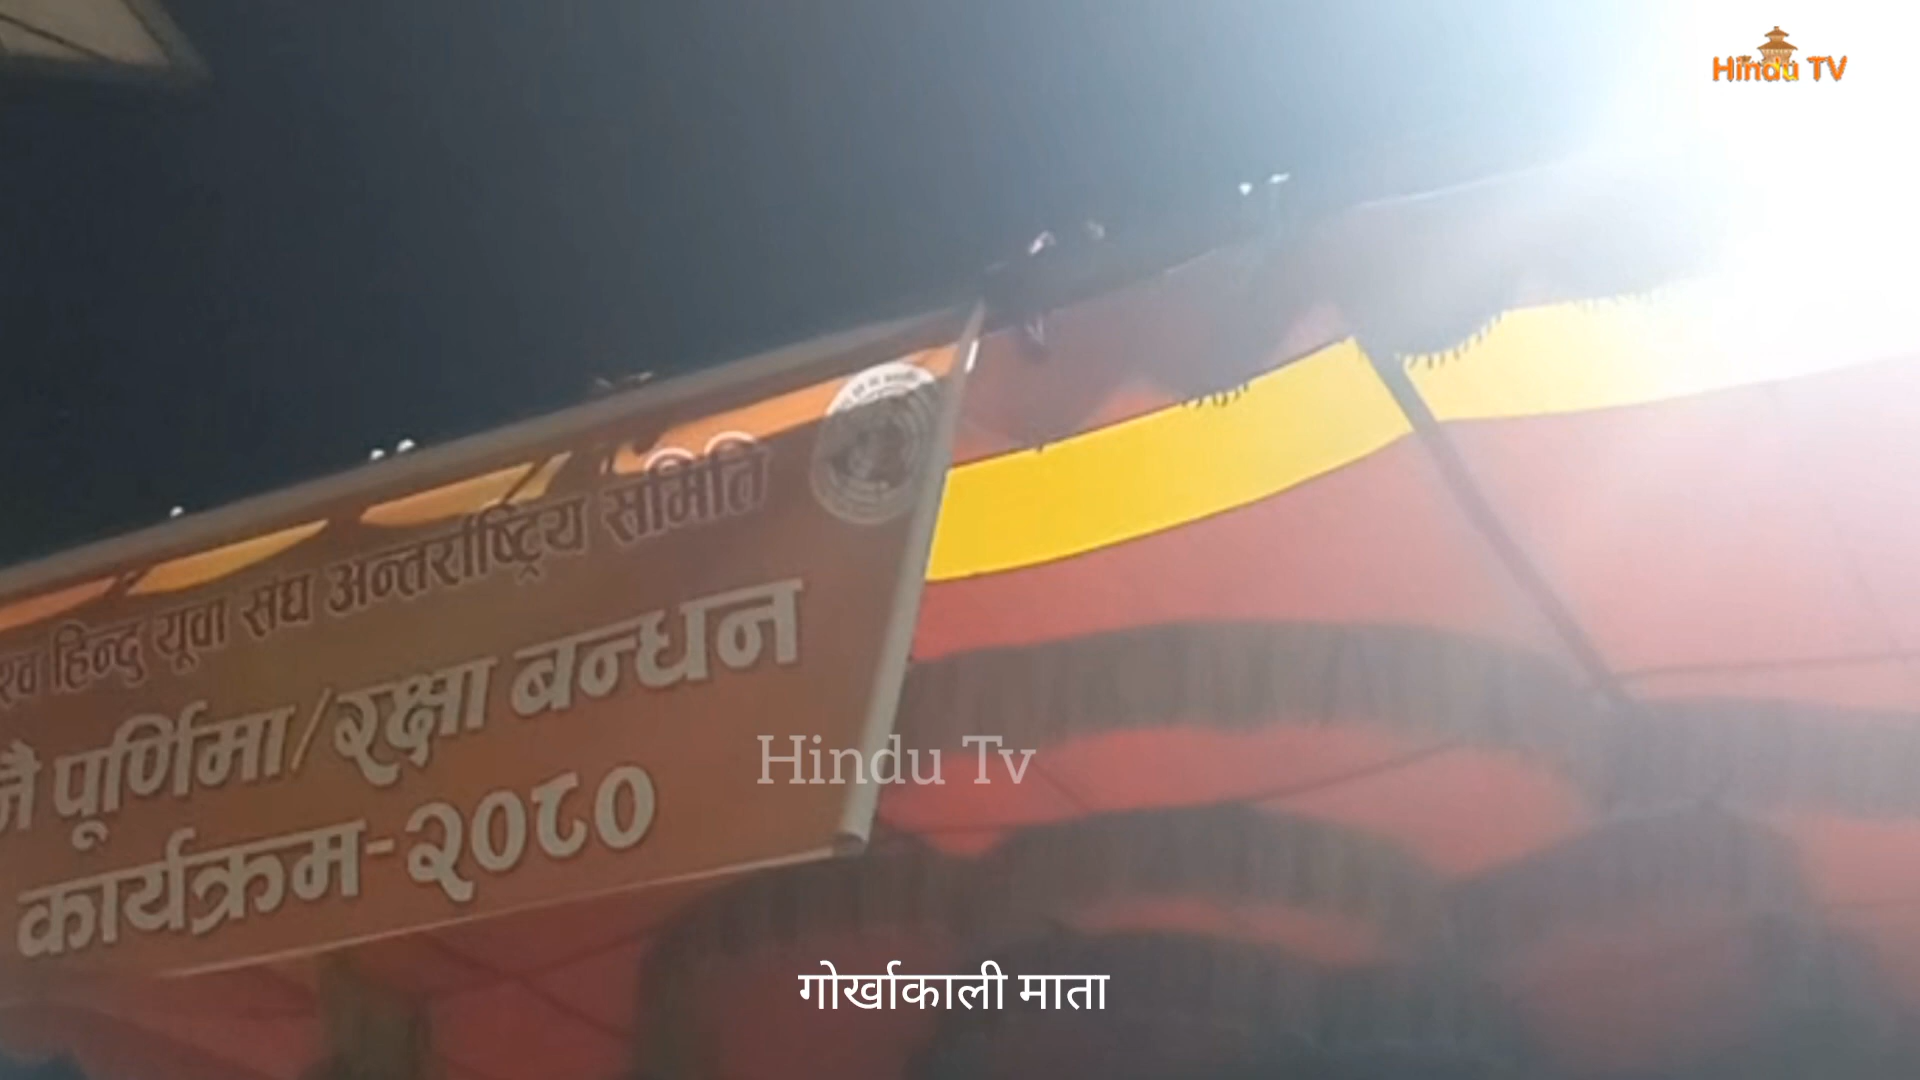 Hindu TV
हिन्दु यूवा संघ अन्तर्राष्ट्रिय समिति
पूर्णिमा/रक्षा बन्धन
कार्यक्रम-२०८०
Hindu Tv
गोर्खाकाली माता